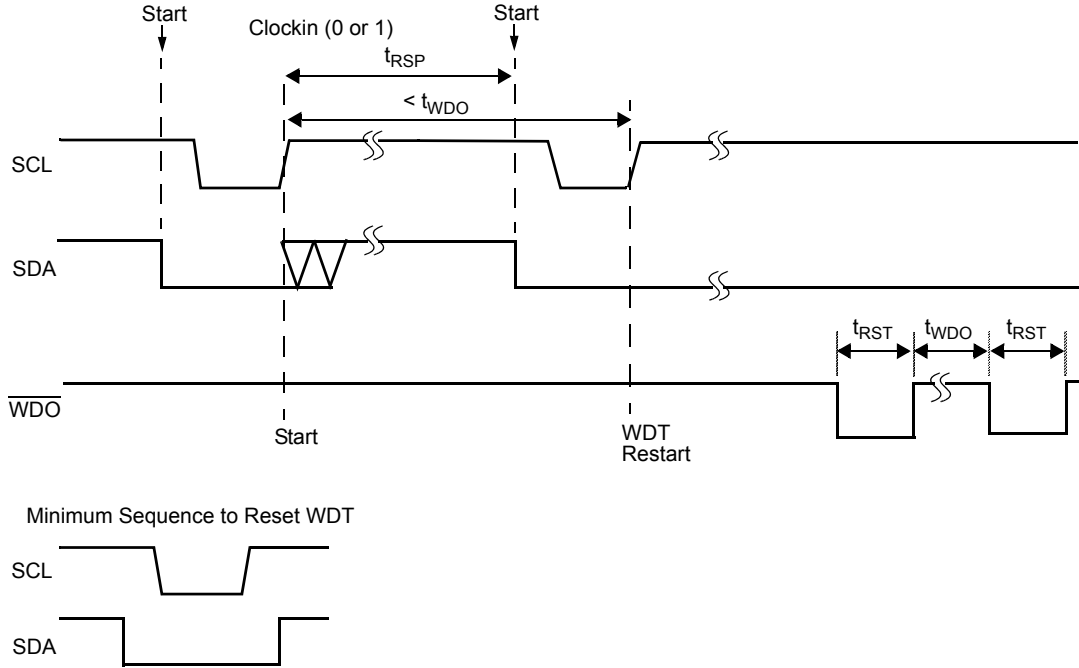 Start
Start
Clockin (0 or 1)
tRSP
< tWDO
SCL
SDA
tRST
tWDO
tRST
WDO
Start
WDT
Restart
Minimum Sequence to Reset WDT
SCL
SDA